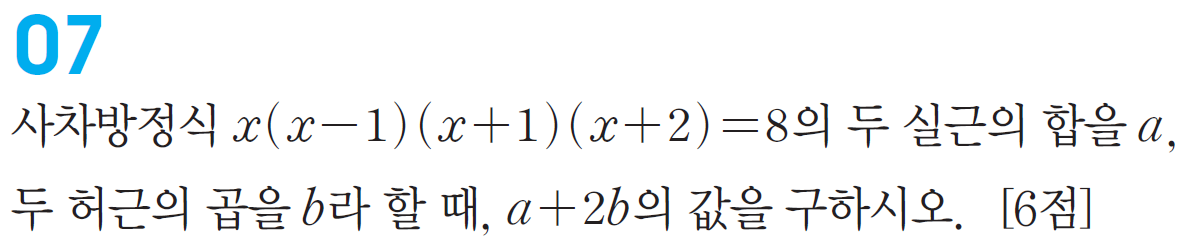 07
사차방정식 x(x-1)(x+1)(x+2)=8의 두 실근의 합을 a,
두 허근의 곱을 b라 할 때, a+2b의 값을 구하시오. [6점]